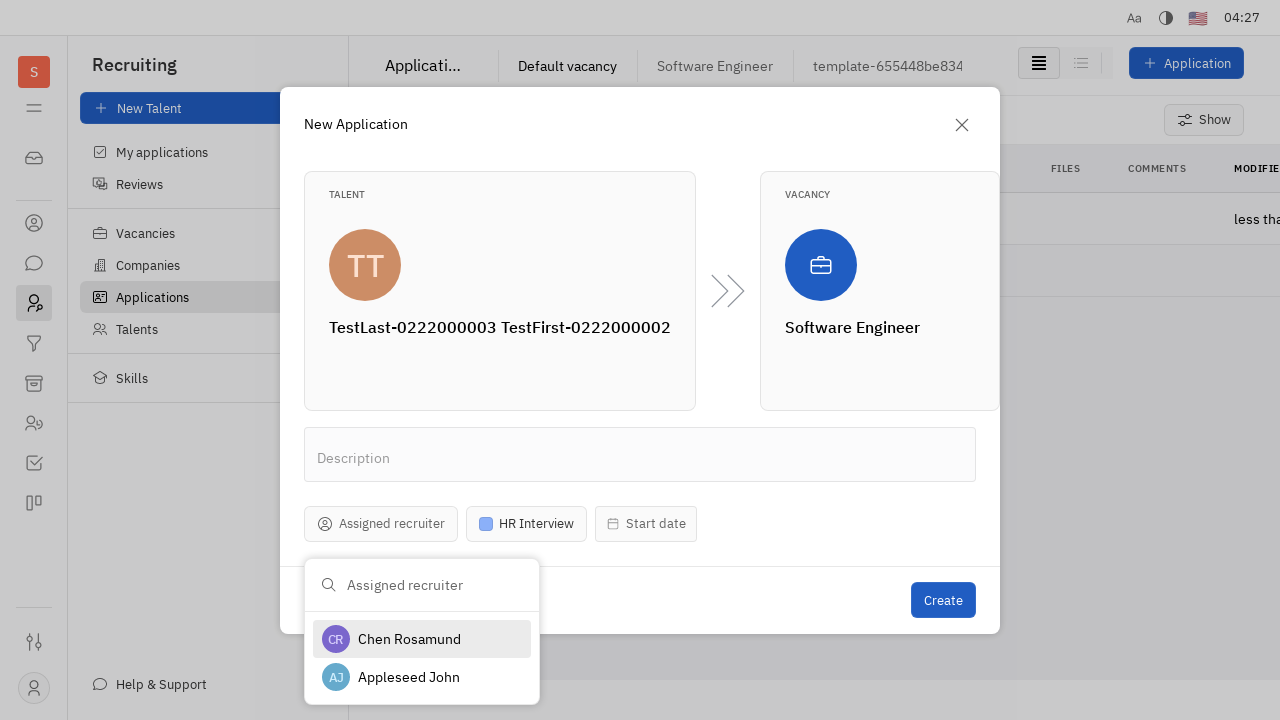 Aa
04:27
S
Recruiting
Applicati...
Default vacancy
Software Engineer
template-655448be834
Application
New Talent
Show
My applications
Reviews
Vacancies
Companies
Applications
Talents
Skills
Help & Support
FILES
COMMENTS
MODIFIE
less tha
New Application
TALENT
TT
TestLast-0222000003 TestFirst-0222000002
VACANCY
Software Engineer
Description
Assigned recruiter
HR Interview
Start date
Assigned recruiter
CR
Chen Rosamund
AJ
Appleseed John
Create